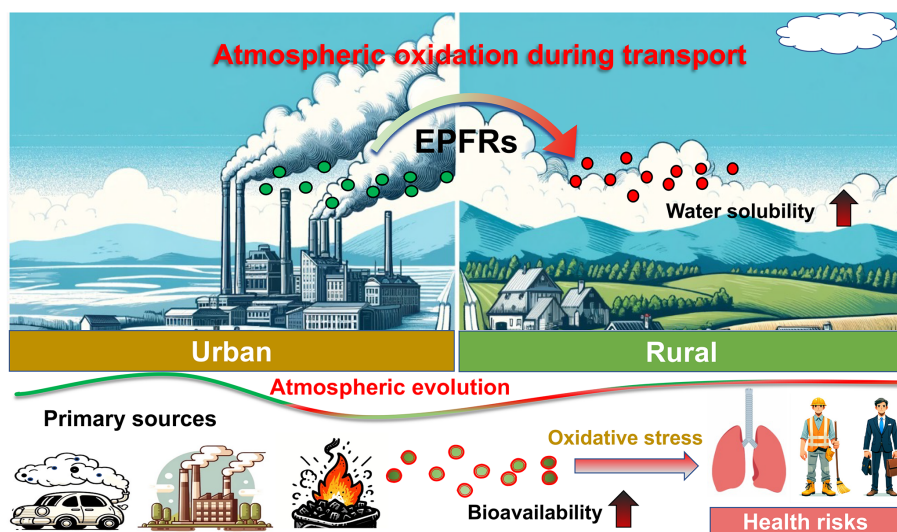 Atmospheric oxidation during transport
EPFRs
Water solubility
Urban
Rural
Atmospheric evolution
Primary sources
Oxidative stress
Bioavailability
Health risks